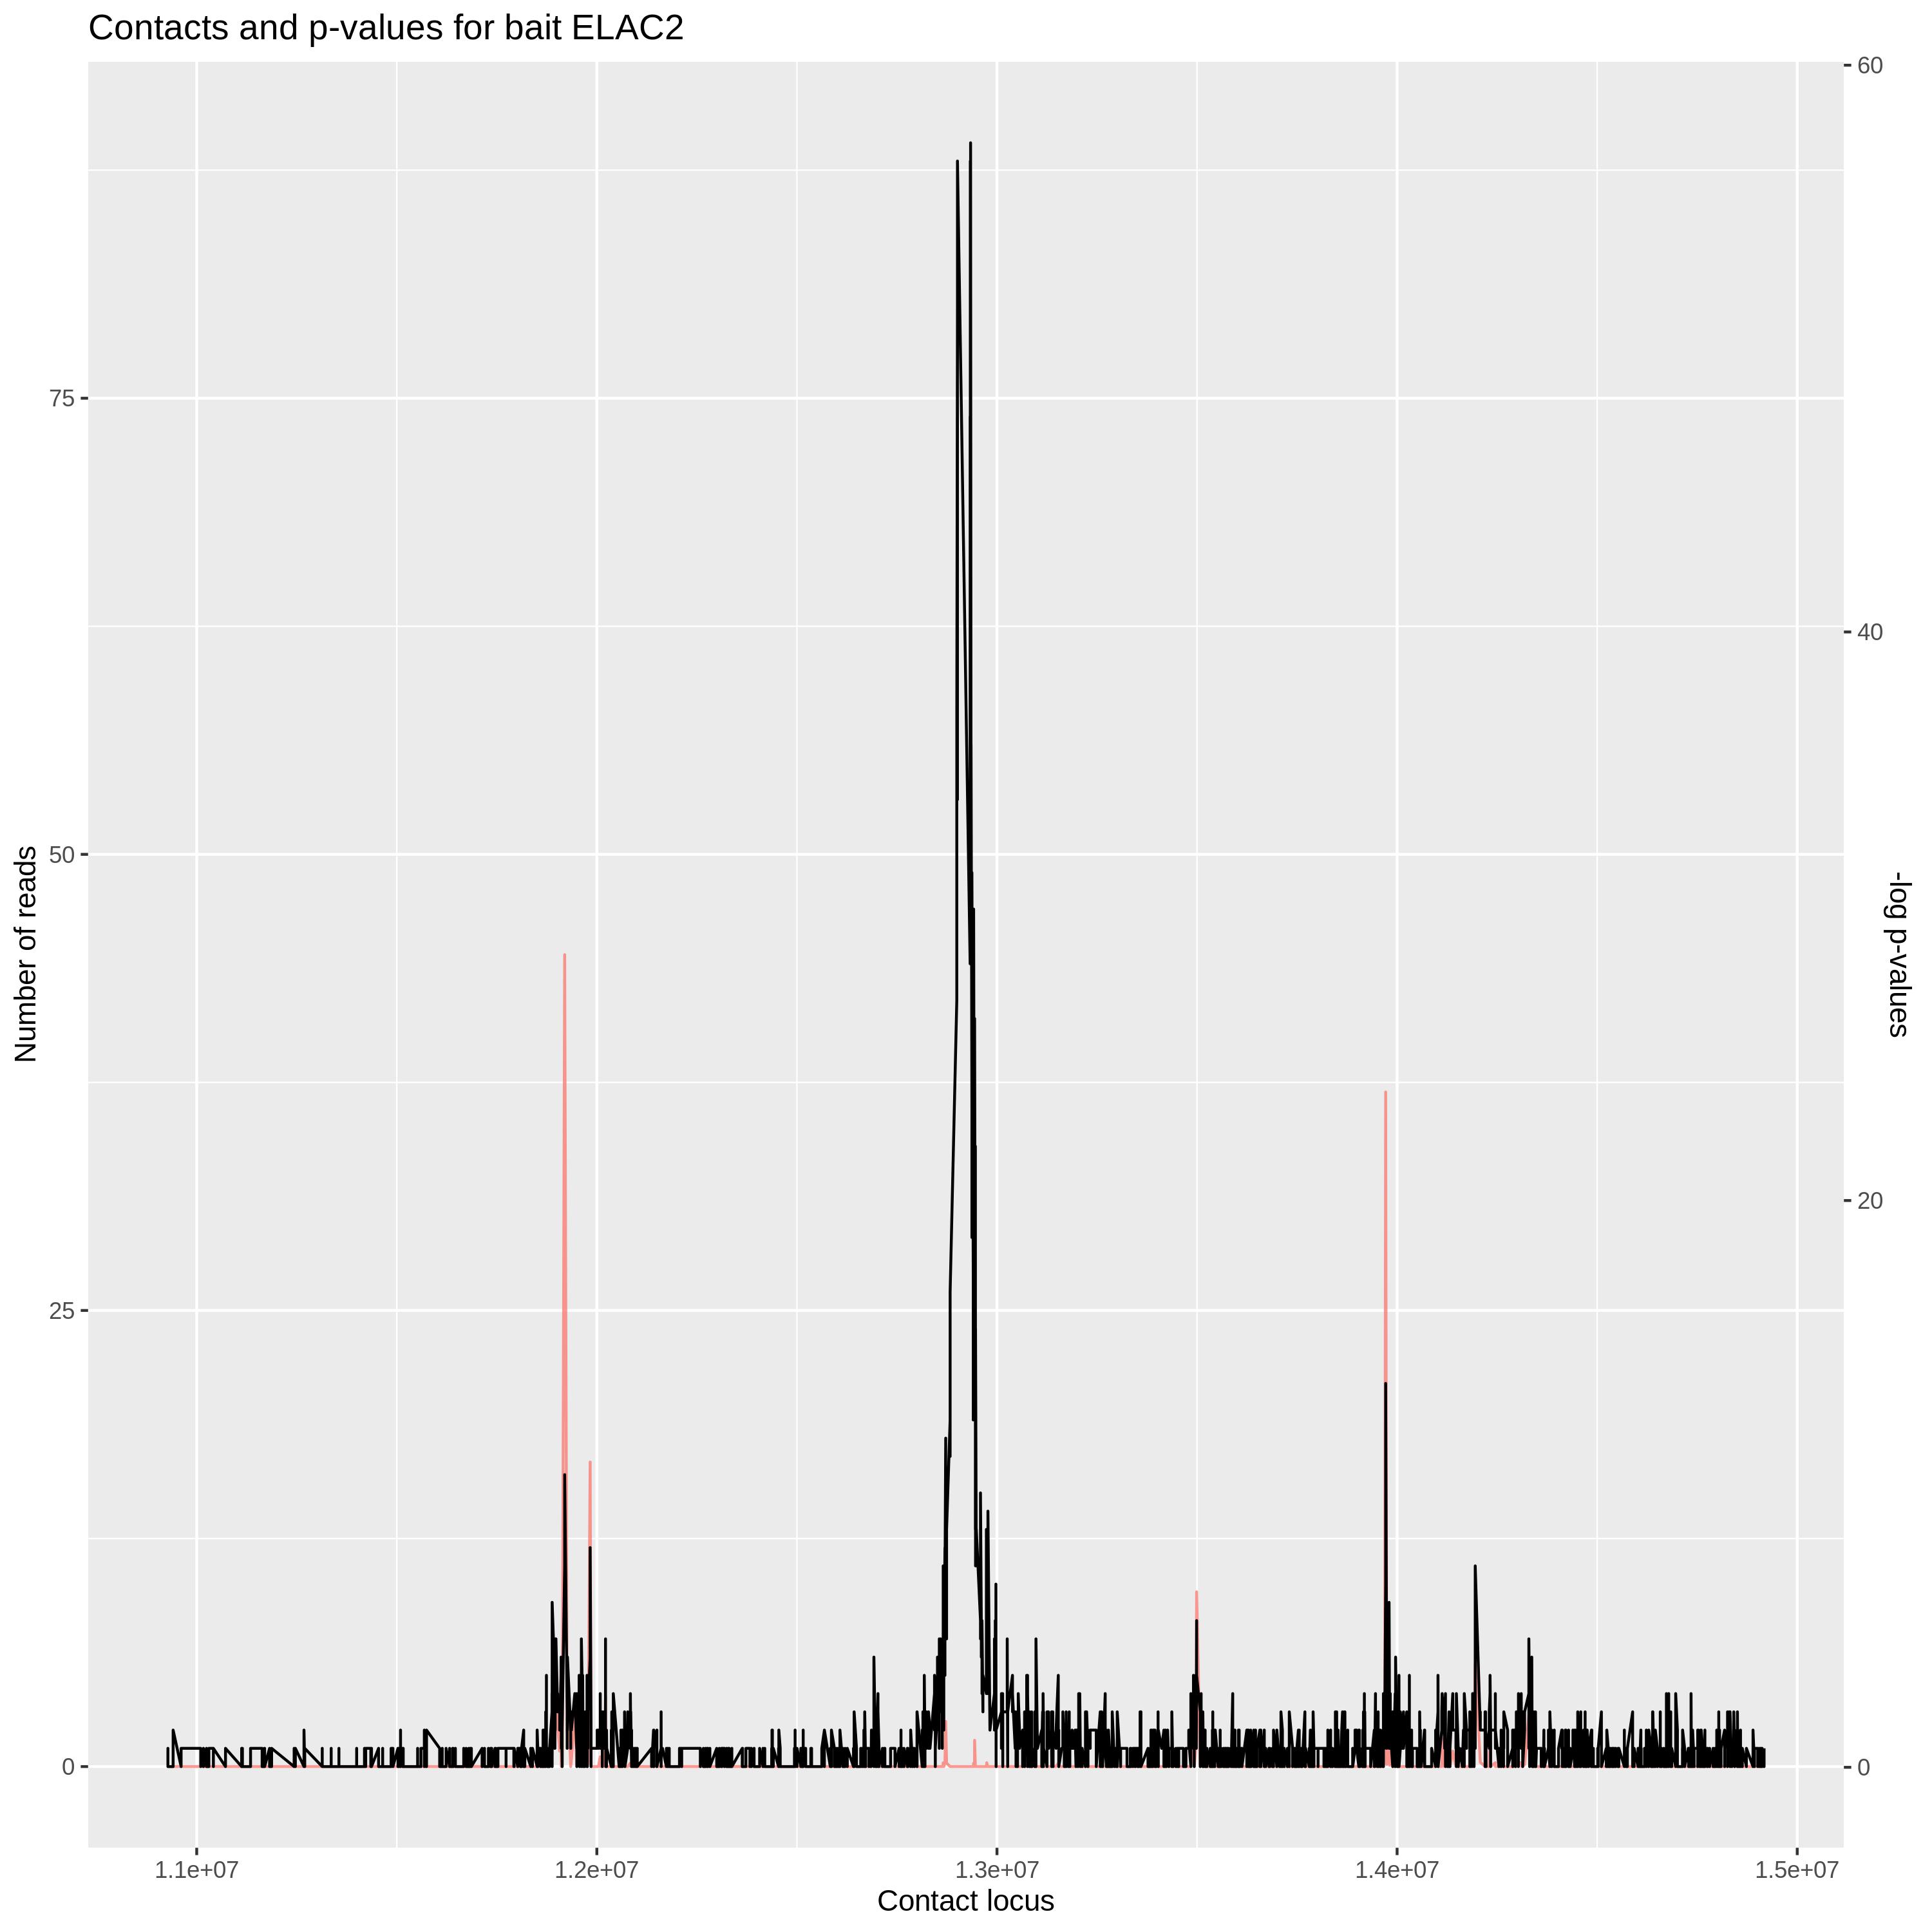 Contacts and p-values for bait ELAC2
60
75
40
50
Number of reads
-log p-values
20
25
0
0
1.1e+07 1.2e+07 1.3e+07 1.4e+07 1.5e+07
Contact locus